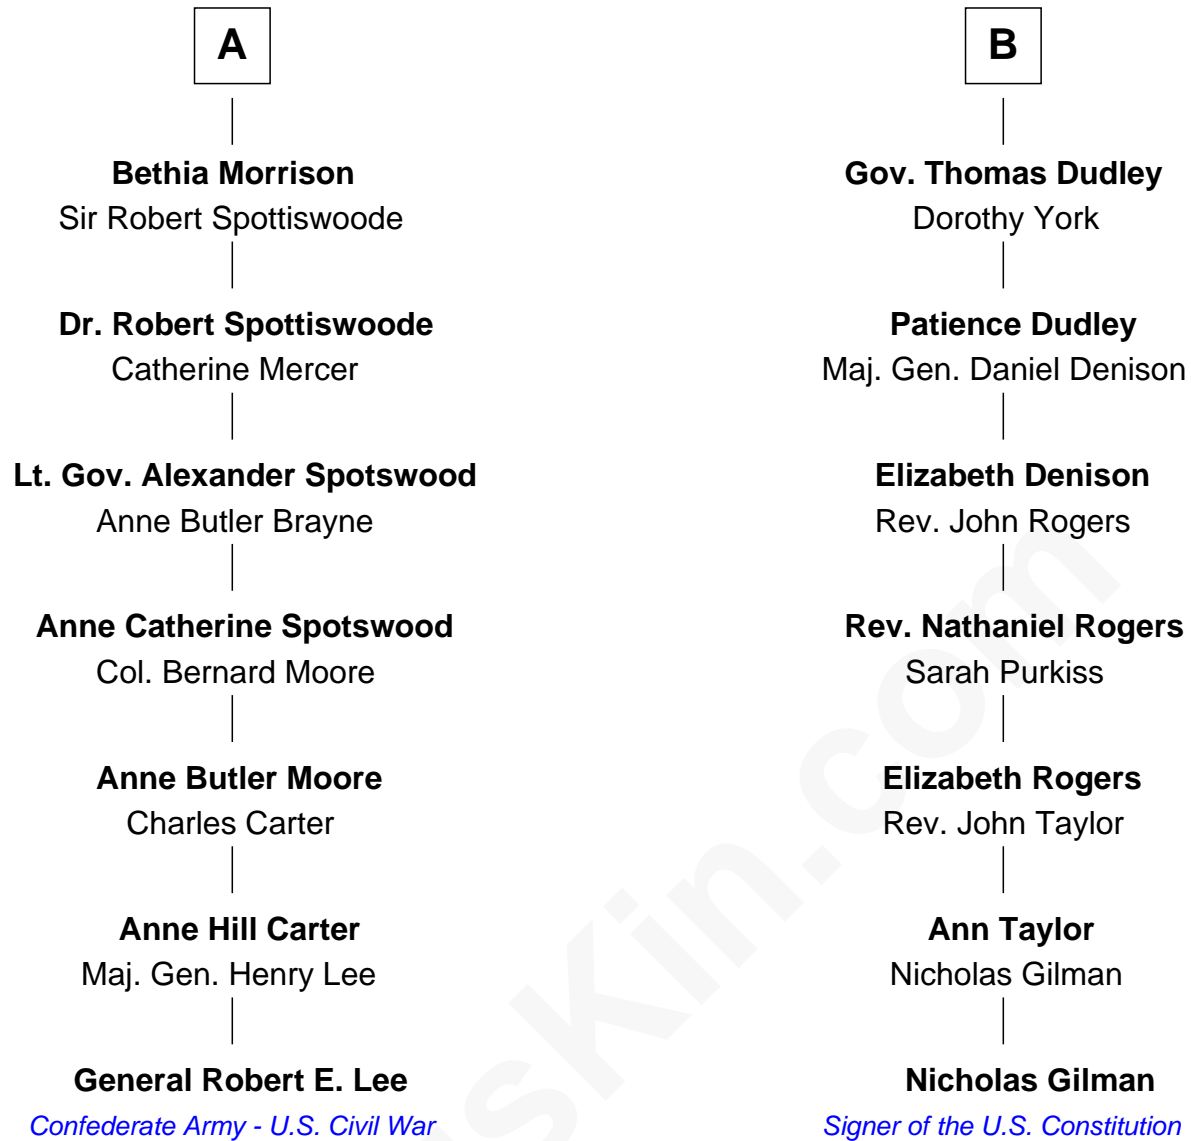 A
Bethia Morrison
Sir Robert Spottiswoode
Dr. Robert Spottiswoode
Catherine Mercer
Lt. Gov. Alexander Spotswood
Anne Butler Brayne
Anne Catherine Spotswood
Col. Bernard Moore
Anne Butler Moore
Charles Carter
Anne Hill Carter
Maj. Gen. Henry Lee
General Robert E. Lee
Confederate Army - U.S. Civil War
B
Gov. Thomas Dudley
Dorothy York
Patience Dudley
Maj. Gen. Daniel Denison
Elizabeth Denison
Rev. John Rogers
Rev. Nathaniel Rogers
Sarah Purkiss
Elizabeth Rogers
Rev. John Taylor
Ann Taylor
Nicholas Gilman
Nicholas Gilman
Signer of the U.S. Constitution